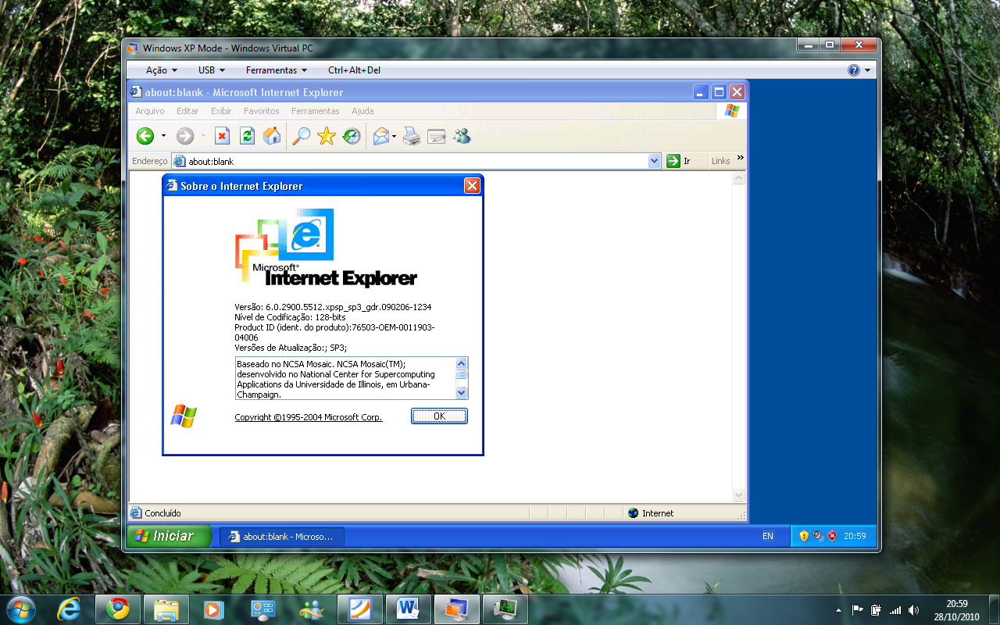 Windows XP Mode - Windows Virtual PC
Ação USB Ferramentas Ctrl+Alt+Del
about:blank - Microsoft Internet Explorer
Arquivo Editar Exibir Favoritos Ferramentas Ajuda
Endereço about:blank Ir Links »
Sobre o Internet Explorer
Microsoft®
Internet Explorer
Versão: 6.0.2900.5512.xpsp_sp3_gdr.090206-1234
Nível de Codificação: 128-bits
Product ID (ident. do produto):76503-OEM-0011903-
04006
Versões de Atualização:; SP3;
Baseado no NCSA Mosaic. NCSA Mosaic(TM);
desenvolvido no National Center for Supercomputing
Applications da Universidade de Illinois, em Urbana-
Champaign.
Copyright ©1995-2004 Microsoft Corp. OK
Concluído Internet
Iniciar about:blank - Microso... EN 20:59
20:59
28/10/2010